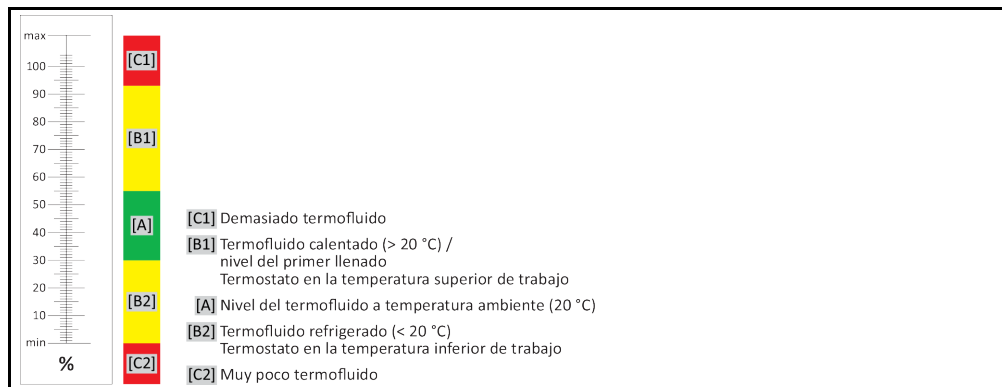 max
100
90
80
70
60
50
40
30
20
10
min
%
[C1]
[B1]
[A]
[B2]
[C2]
[C1] Demasiado termofluido
[B1] Termofluido calentado (> 20 °C) /
nivel del primer llenado
Termostato en la temperatura superior de trabajo
[A] Nivel del termofluido a temperatura ambiente (20 °C)
[B2] Termofluido refrigerado (< 20 °C)
Termostato en la temperatura inferior de trabajo
[C2] Muy poco termofluido